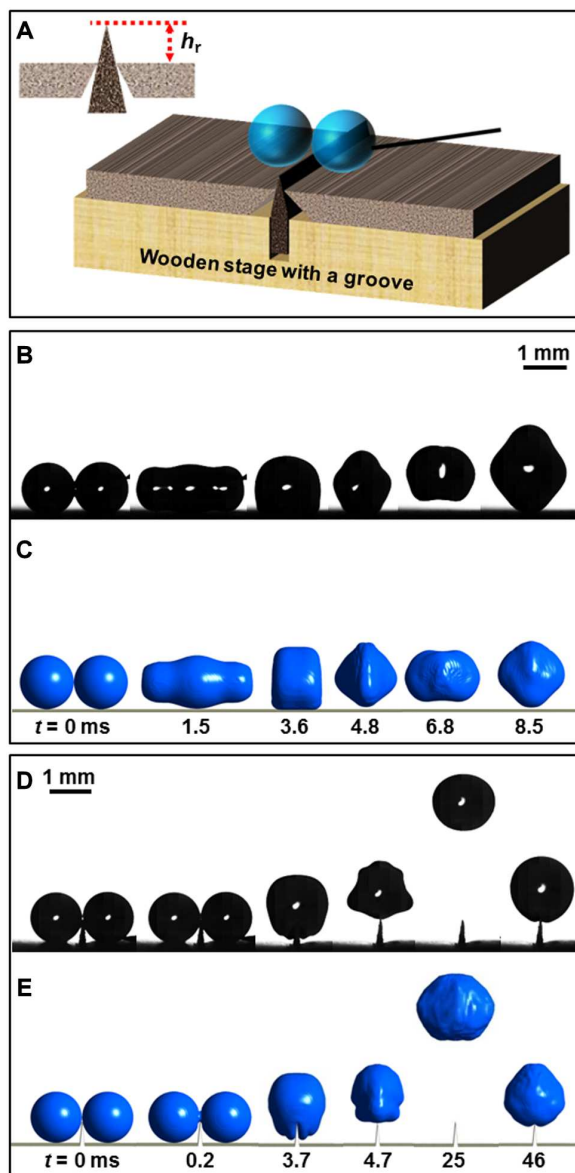 A
hr
Wooden stage with a groove
B
1 mm
C
t = 0 ms 1.5 3.6 4.8 6.8 8.5
D
1 mm
E
t = 0 ms 0.2 3.7 4.7 25 46